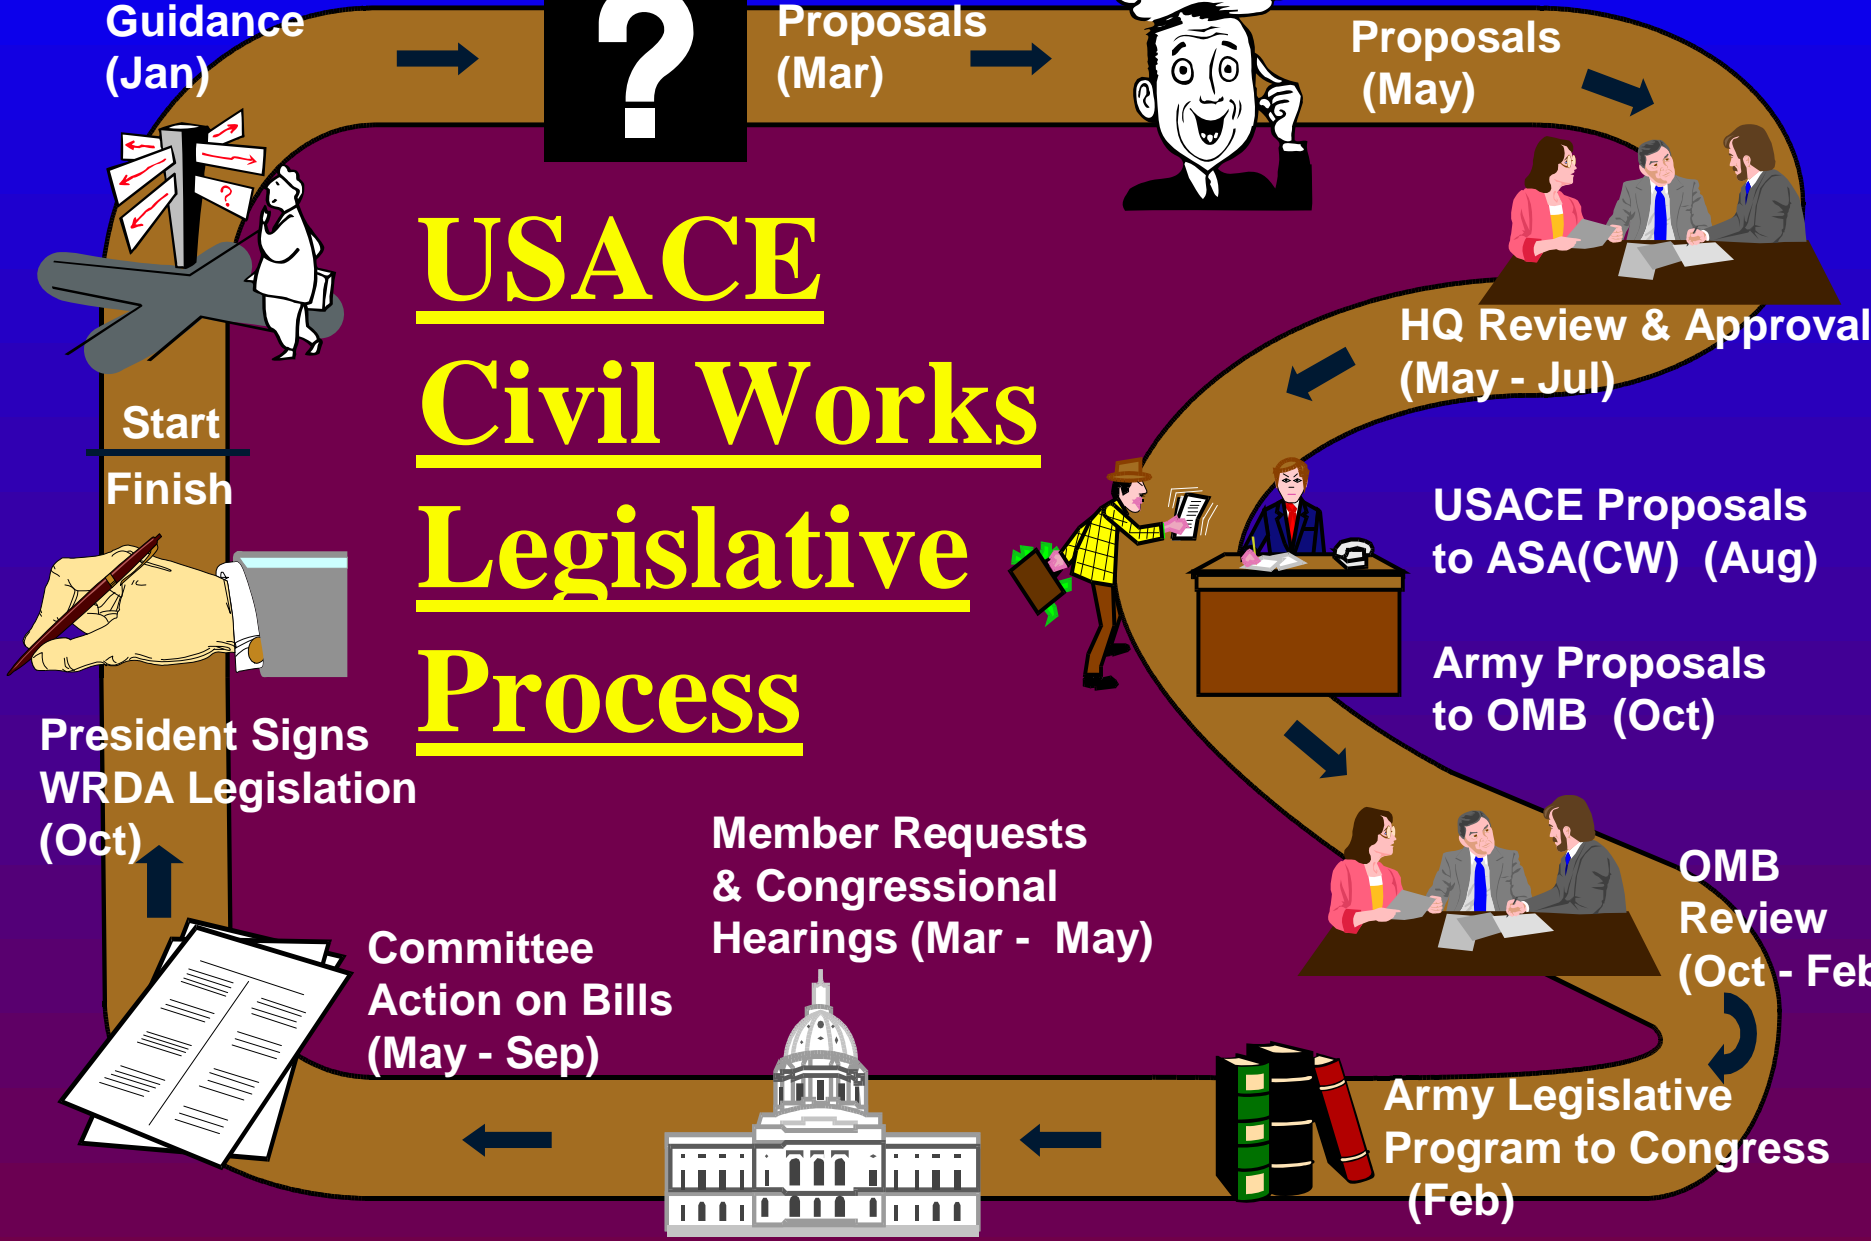 Guidance
(Jan)
?
Proposals
(Mar)
Proposals
(May)
?
HQ Review & Approval
(May - Jul)
USACE
Civil Works
Legislative
Process
Start
Finish
USACE Proposals
to ASA(CW) (Aug)
Army Proposals
to OMB (Oct)
OMB
Review
(Oct - Feb
Army Legislative
Program to Congress
(Feb)
Member Requests
& Congressional
Hearings (Mar - May)
Committee
Action on Bills
(May - Sep)
President Signs
WRDA Legislation
(Oct)